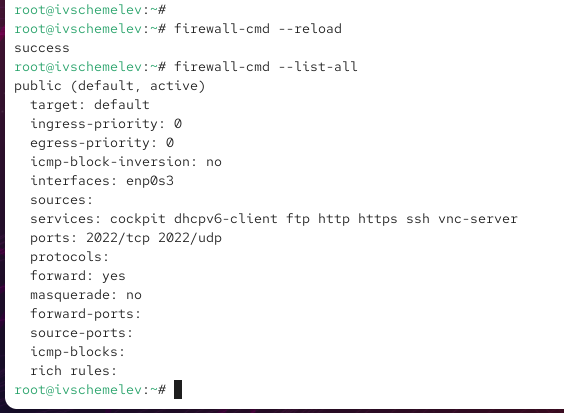 root@ivschemelev:~#
root@ivschemelev:~# firewall-cmd --reload
success
root@ivschemelev:~# firewall-cmd --list-all
public (default, active)
  target: default
  ingress-priority: 0
  egress-priority: 0
  icmp-block-inversion: no
  interfaces: enp0s3
  sources:
  services: cockpit dhcpv6-client ftp http https ssh vnc-server
  ports: 2022/tcp 2022/udp
  protocols:
  forward: yes
  masquerade: no
  forward-ports:
  source-ports:
  icmp-blocks:
  rich rules:
root@ivschemelev:~#